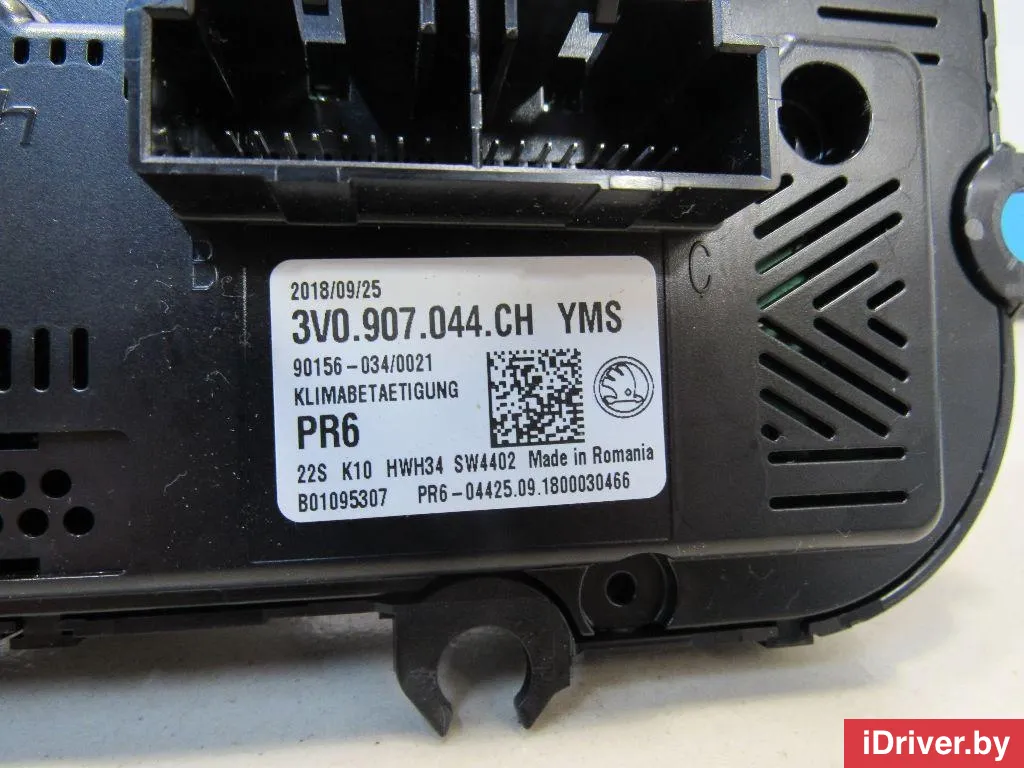 B
C
2018/09/25
3V0.907.044.CH YMS
90156-034/0021
KLIMABETAETIGUNG
PR6
22S K10 HWH34 SW4402 Made in Romania
B01095307 PR6-04425.09.1800030466
iDriver.by